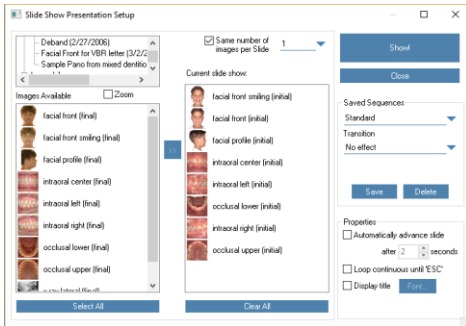 Slide Show Presentation Setup
Deband (2/27/2006)
Facial Front for VBR letter (3/2/2
Sample Pano from mixed dentitio
Images Available
Zoom
facial front (final)
facial front smiling (final)
facial profile (final)
intraoral center (final)
intraoral left (final)
intraoral right (final)
occlusal lower (final)
occlusal upper (final)
x-ray lateral (final)
Select All
>>
Same number of
images per Slide
1
Current slide show:
facial front smiling (initial)
facial front (initial)
facial profile (initial)
intraoral center (initial)
intraoral left (initial)
occlusal lower (initial)
intraoral right (initial)
occlusal upper (initial)
Clear All
Show!
Close
Saved Sequences
Standard
Transition
No effect
Save
Delete
Properties
Automatically advance slide
after 2 seconds
Loop continuous until 'ESC'
Display title
Font...